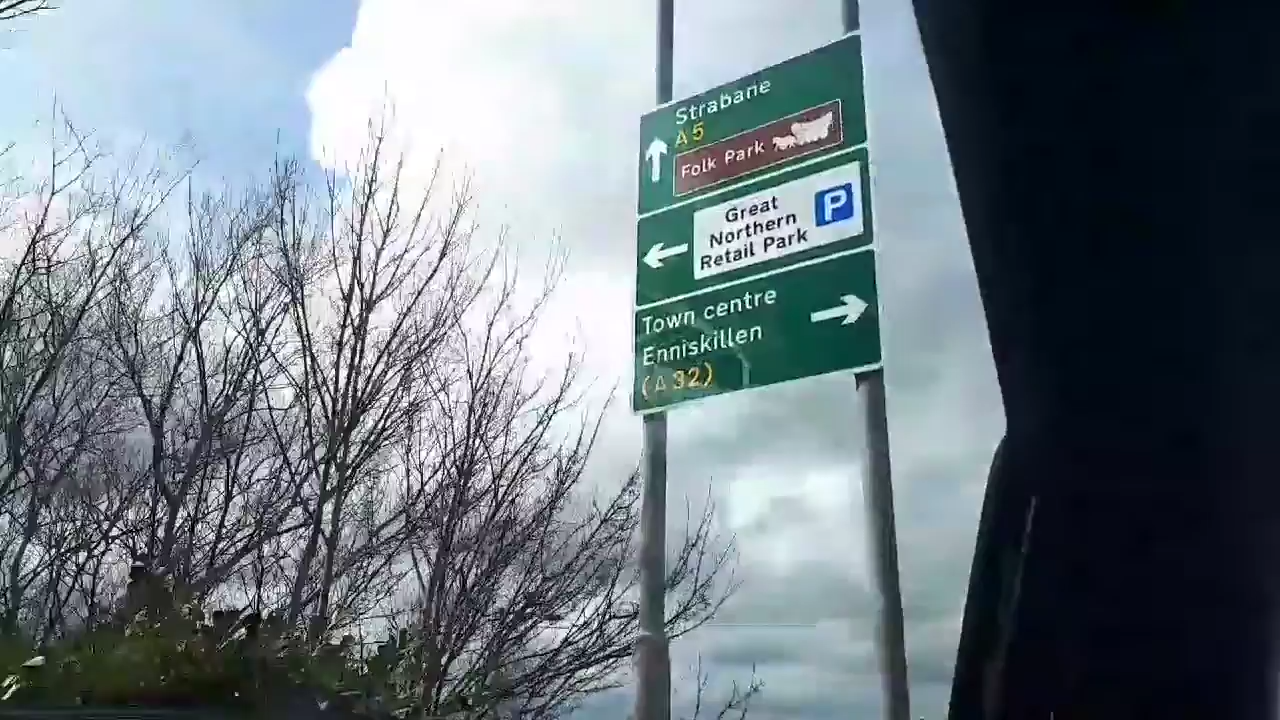 Strabane
A5
Folk Park
Great
Northern
Retail Park
P
Town centre
Enniskillen
(A 32)